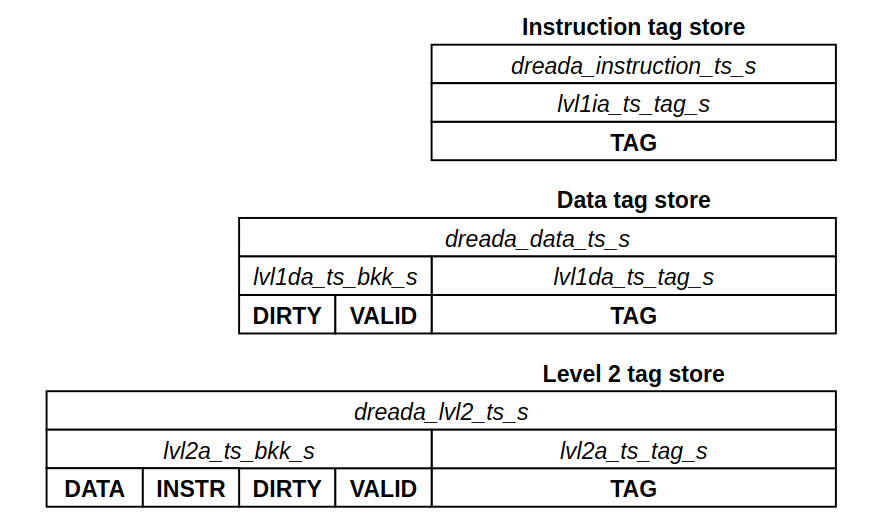 Instruction tag store
dreada_instruction_ts_s
lvl1ia_ts_tag_s
TAG
Data tag store
dreada_data_ts_s
lvl1da_ts_bkk_s lvl1da_ts_tag_s
DIRTY VALID TAG
Level 2 tag store
dreada_lvl2_ts_s
lvl2a_ts_bkk_s lvl2a_ts_tag_s
DATA INSTR DIRTY VALID TAG